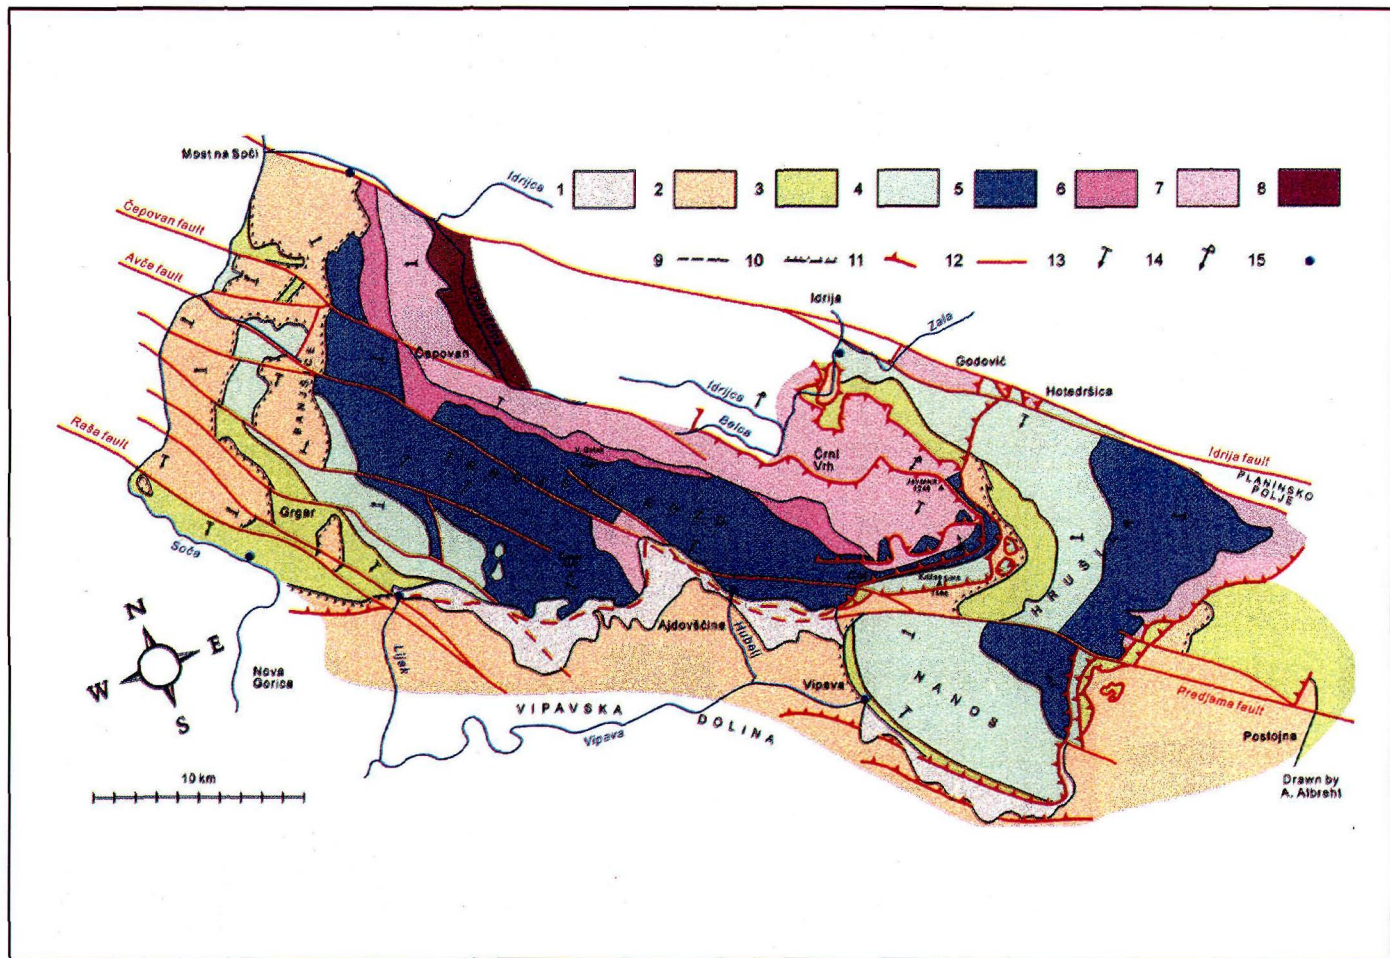 Most na Soči
Idrijca
1
2
3
4
5
6
7
8
Čepovan fault
Avče fault
9
10
11
12
13
14
15
Idrija
Zala
BANJŠČE
Čepovan
Godovič
Hotedršica
Idrijca
Belca
Raša fault
Črni
Vrh
Idrija fault
PLANINSKO
POLJE
Grgar
Soča
HRUŠI
N
E
W
S
Ajdovščina
Hubelj
Lijak
Nova
Gorica
Vipava
NANOS
Predjama fault
VIPAVSKA
DOLINA
Vipava
Postojna
10 km
Drawn by
A. Albreht